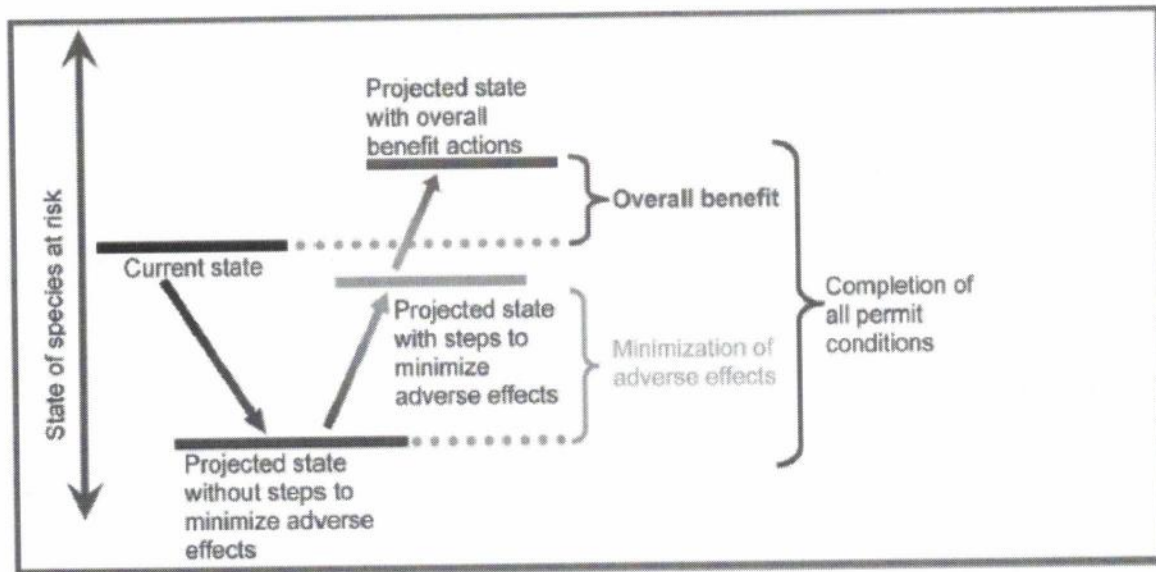 State of species at risk
Projected state
with overall
benefit actions
Overall benefit
Current state
Projected state
with steps to
minimize
adverse effects
Minimization of
adverse effects
Completion of
all permit
conditions
Projected state
without steps to
minimize adverse
effects